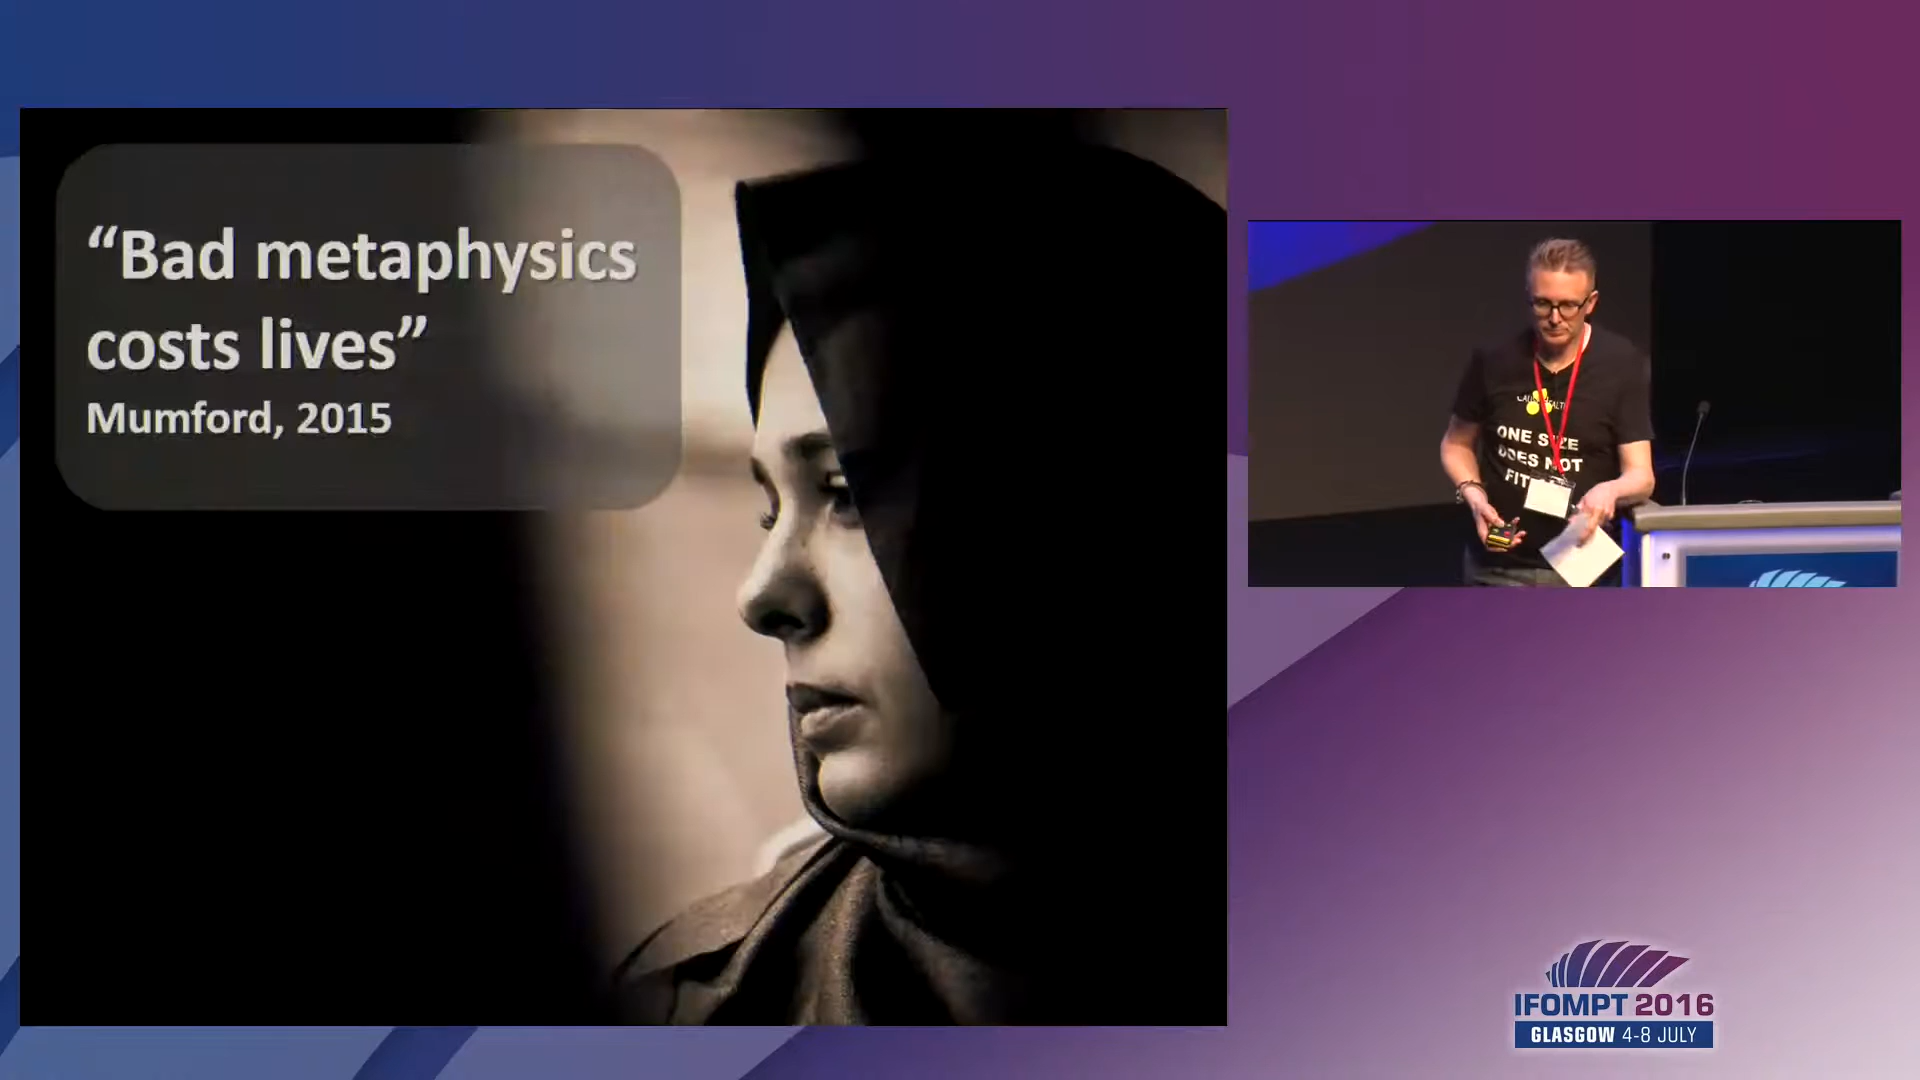 “Bad metaphysics
costs lives”
Mumford, 2015
ONE SIZE
DOES NOT
IFOMPT 2016
GLASGOW 4-8 JULY